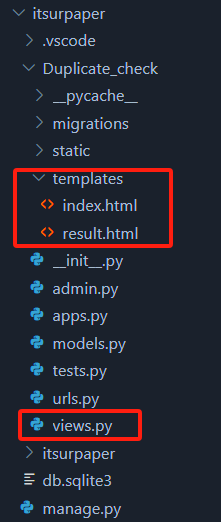 itsurpaper
.vscode
Duplicate_check
__pycache__
migrations
static
templates
index.html
result.html
__init__.py
admin.py
apps.py
models.py
tests.py
urls.py
views.py
itsurpaper
db.sqlite3
manage.py